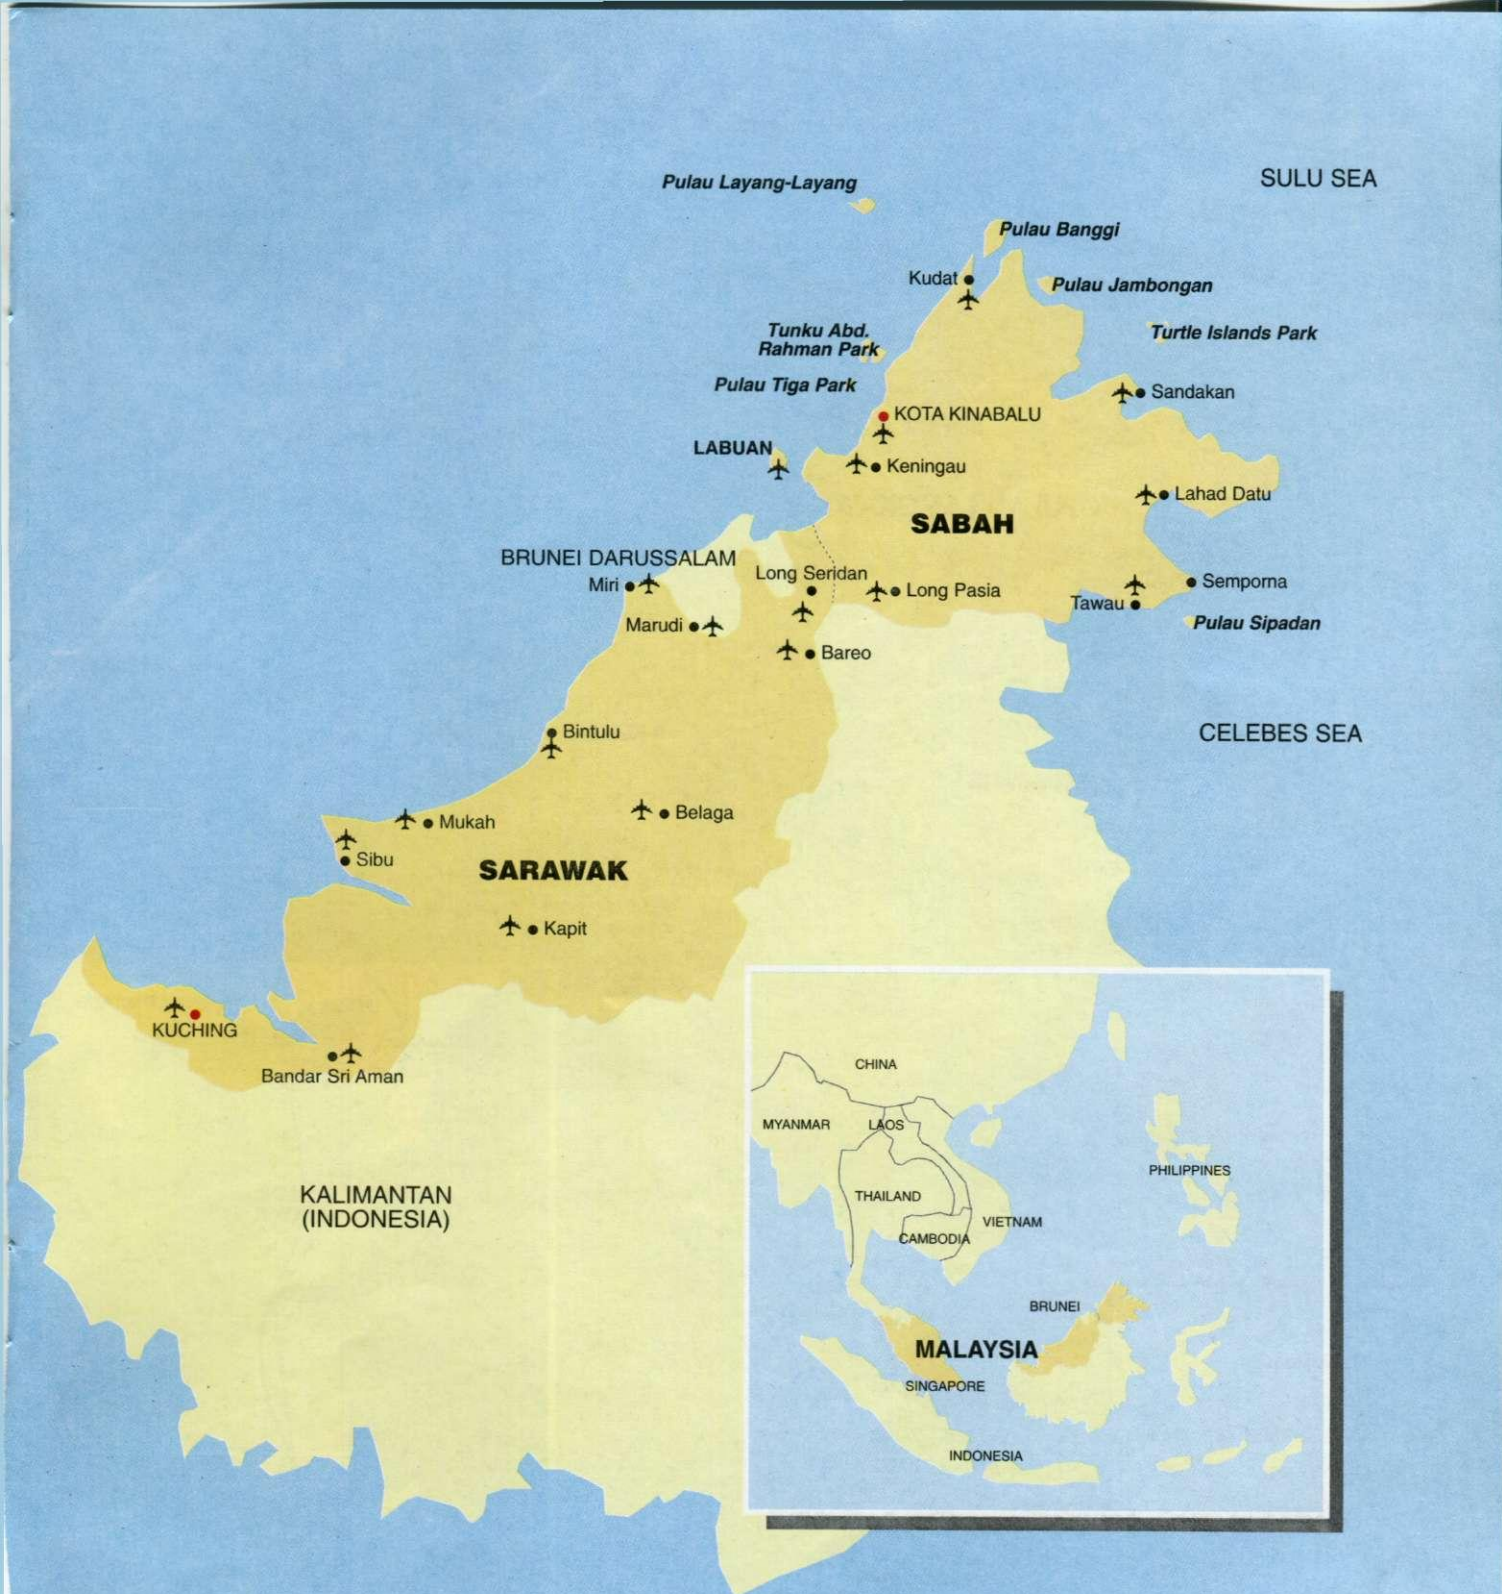 SULU SEA
Pulau Layang-Layang
Pulau Banggi
Kudat
Pulau Jambongan
Tunku Abd.
Rahman Park
Turtle Islands Park
Pulau Tiga Park
Sandakan
KOTA KINABALU
LABUAN
Keningau
Lahad Datu
SABAH
BRUNEI DARUSSALAM
Long Seridan
Miri
Long Pasia
Semporna
Tawau
Marudi
Pulau Sipadan
Bareo
Bintulu
CELEBES SEA
Belaga
Mukah
Sibu
SARAWAK
Kapit
KUCHING
Bandar Sri Aman
KALIMANTAN
(INDONESIA)
CHINA
MYANMAR
LAOS
PHILIPPINES
THAILAND
VIETNAM
CAMBODIA
BRUNEI
MALAYSIA
SINGAPORE
INDONESIA